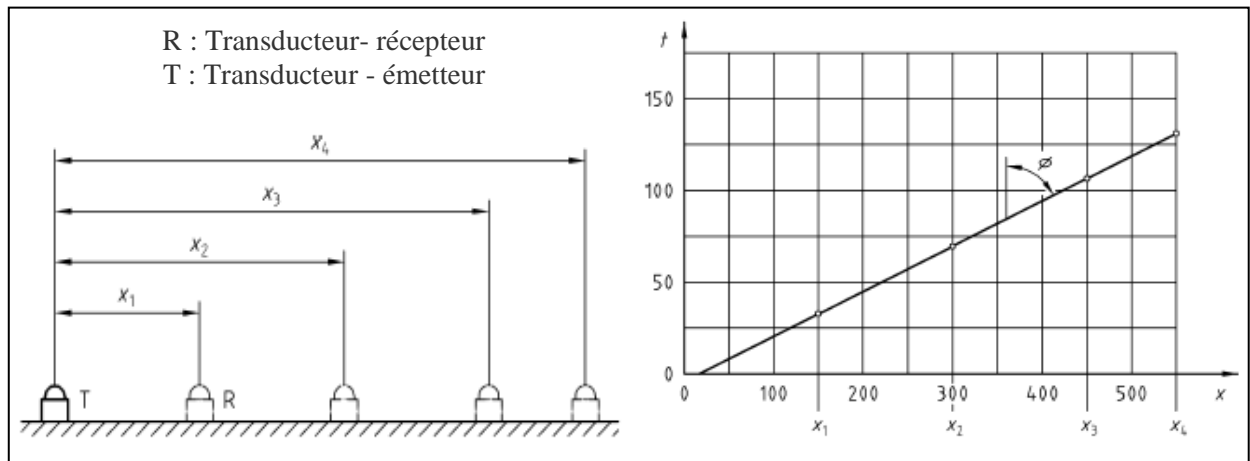 R : Transducteur- récepteur
T : Transducteur - émetteur
x₄
x₃
x₂
x₁
T
R
t
150
100
50
0
ø
0 100 200 300 400 500 x
x₁ x₂ x₃ x₄